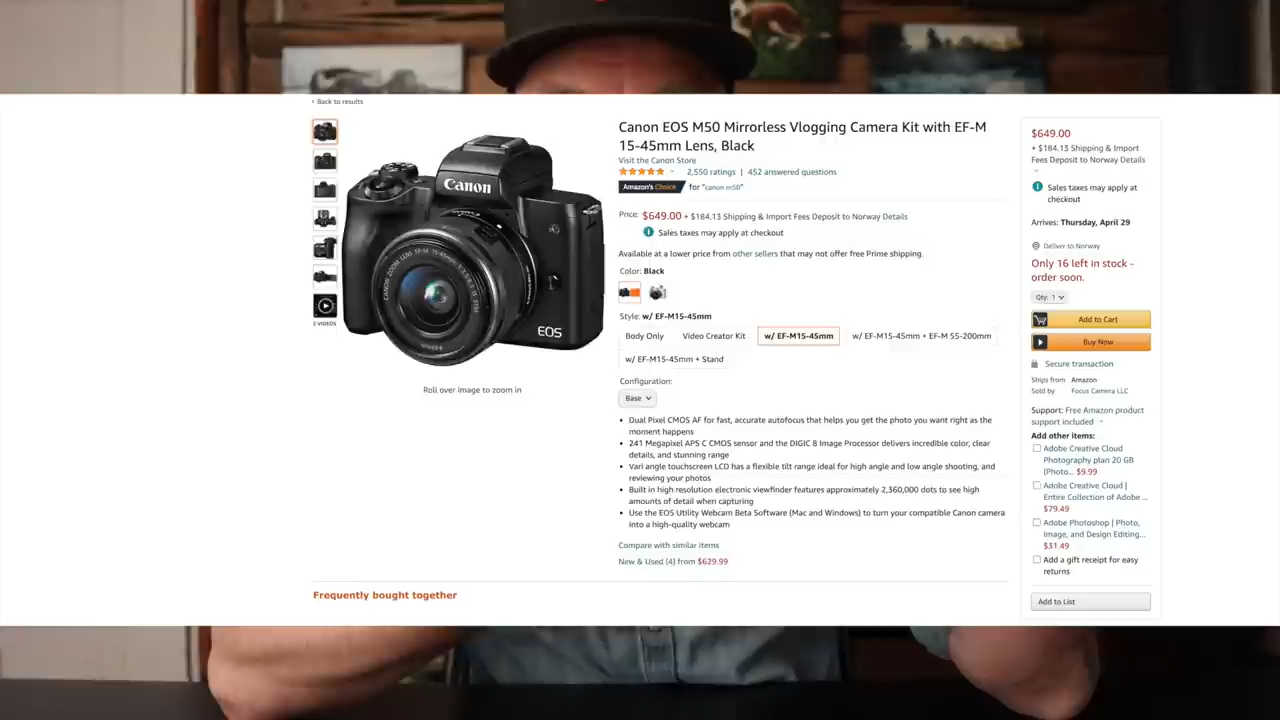 ‹ Back to results
Canon
EOS
CANON ZOOM LENS EF-M 15-45mm
2 VIDEOS
Roll over image to zoom in
Canon EOS M50 Mirrorless Vlogging Camera Kit with EF-M
15-45mm Lens, Black
Visit the Canon Store
2,550 ratings | 452 answered questions
Amazon's Choice for "canon m50"
Price: $649.00 + $184.13 Shipping & Import Fees Deposit to Norway Details
Sales taxes may apply at checkout
Available at a lower price from other sellers that may not offer free Prime shipping.
Color: Black
Style: w/ EF-M15-45mm
Body Only Video Creator Kit w/ EF-M15-45mm w/ EF-M15-45mm + EF-M 55-200mm
w/ EF-M15-45mm + Stand
Configuration:
Base
• Dual Pixel CMOS AF for fast, accurate autofocus that helps you get the photo you want right as the
moment happens
• 241 Megapixel APS C CMOS sensor and the DIGIC 8 Image Processor delivers incredible color, clear
details, and stunning range
• Vari angle touchscreen LCD has a flexible tilt range ideal for high angle and low angle shooting, and
reviewing your photos
• Built in high resolution electronic viewfinder features approximately 2,360,000 dots to see high
amounts of detail when capturing
• Use the EOS Utility Webcam Beta Software (Mac and Windows) to turn your compatible Canon camera
into a high-quality webcam
Compare with similar items
New & Used (4) from $629.99
Frequently bought together
$649.00
+ $184.13 Shipping & Import
Fees Deposit to Norway Details
Sales taxes may apply at
checkout
Arrives: Thursday, April 29
Deliver to Norway
Only 16 left in stock -
order soon.
Qty: 1
Add to Cart
Buy Now
Secure transaction
Ships from Amazon
Sold by Focus Camera LLC
Support: Free Amazon product
support included
Add other items:
Adobe Creative Cloud
Photography plan 20 GB
(Photo... $9.99
Adobe Creative Cloud |
Entire Collection of Adobe ...
$79.49
Adobe Photoshop | Photo,
Image, and Design Editing...
$31.49
Add a gift receipt for easy
returns
Add to List